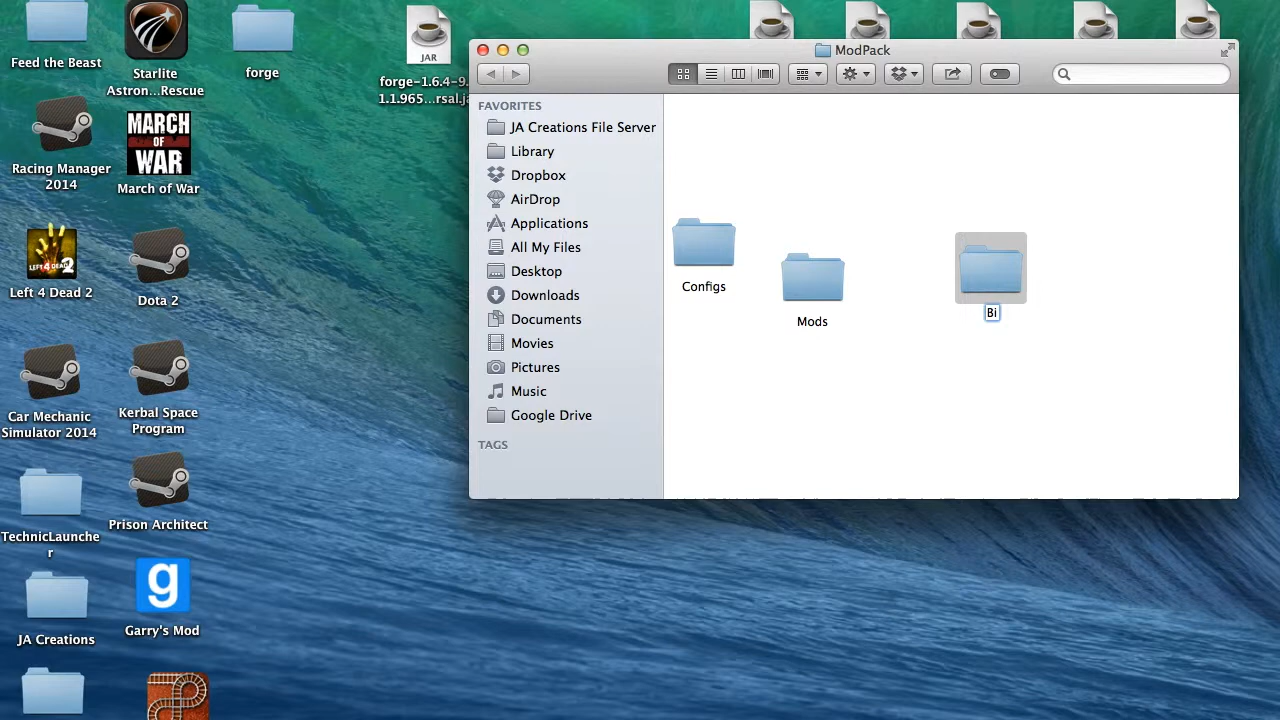 Feed the Beast
Starlite
Astron...Rescue
forge
JAR
forge-1.6.4-9.
1.1.965...rsal.ja
Racing Manager
2014
MARCH
OF
WAR
March of War
LEFT 4 DEAD 2
Left 4 Dead 2
Dota 2
Car Mechanic
Simulator 2014
Kerbal Space
Program
TechnicLaunche
r
Prison Architect
JA Creations
g
Garry's Mod
ModPack
FAVORITES
JA Creations File Server
Library
Dropbox
AirDrop
Applications
All My Files
Desktop
Downloads
Documents
Movies
Pictures
Music
Google Drive
TAGS
Configs
Mods
Bi